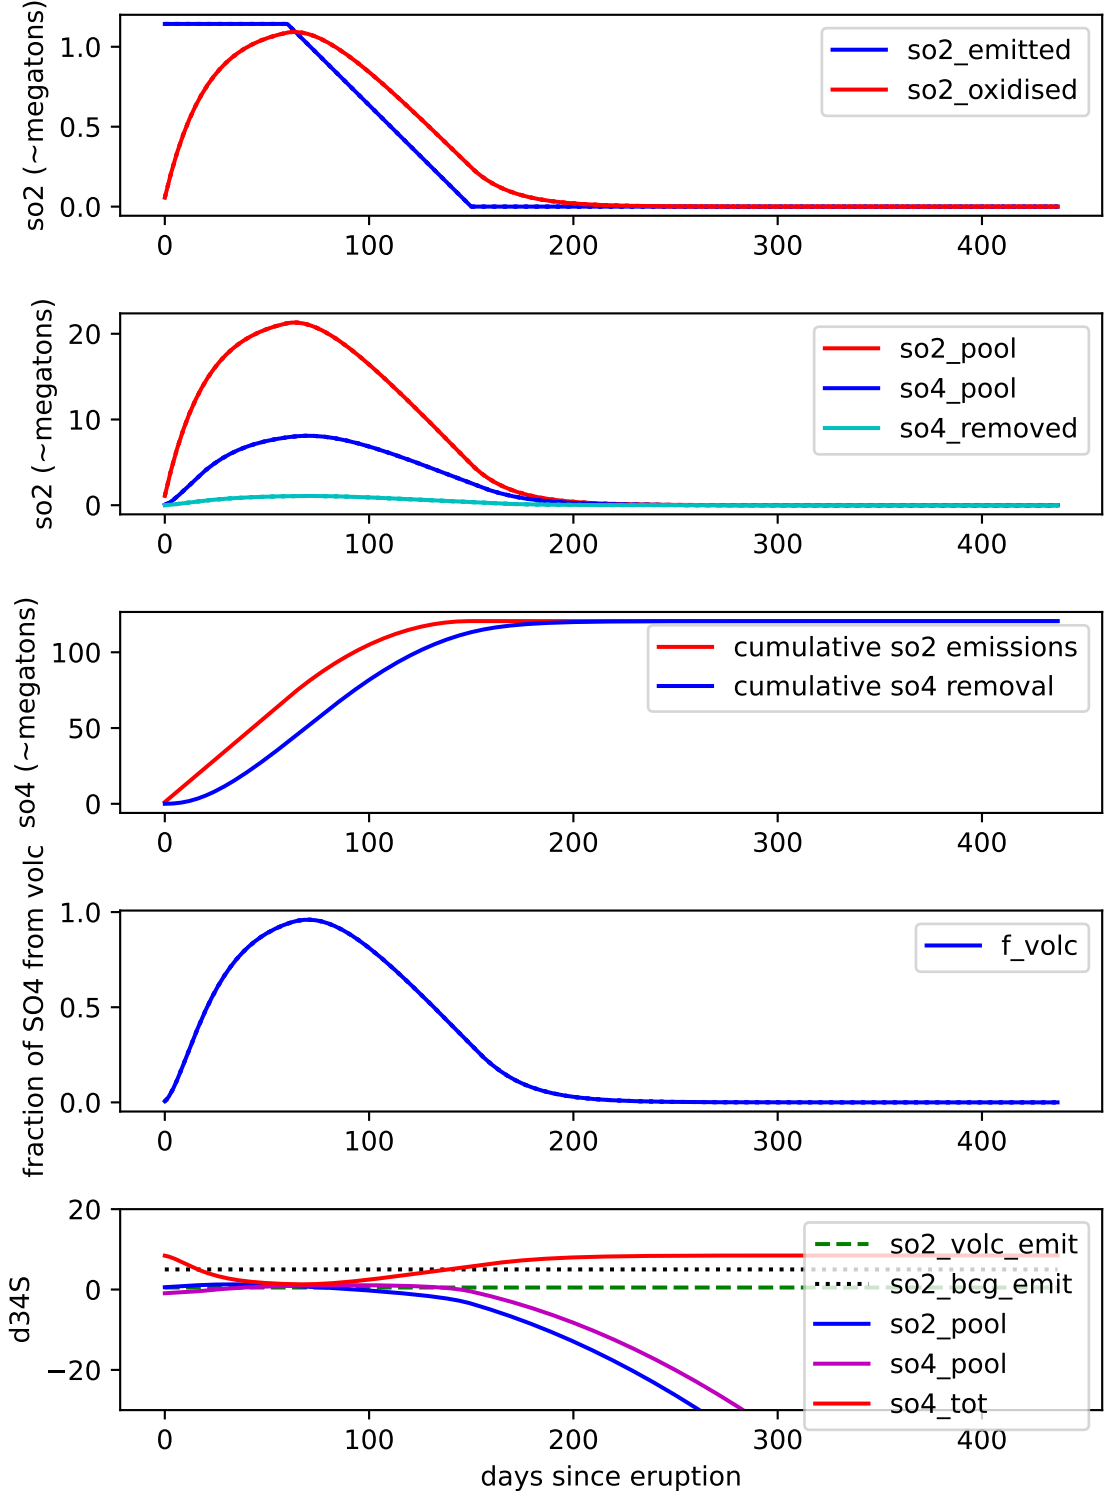 so2 (~megatons)
1.0
0.5
0.0
so2_emitted
so2_oxidised
0 100 200 300 400
so2 (~megatons)
20
10
0
so2_pool
so4_pool
so4_removed
0 100 200 300 400
so4 (~megatons)
100
50
0
cumulative so2 emissions
cumulative so4 removal
0 100 200 300 400
fraction of SO4 from volc
1.0
0.5
0.0
f_volc
0 100 200 300 400
d34S
20
0
−20
so2_volc_emit
so2_bcg_emit
so2_pool
so4_pool
so4_tot
0 100 200 300 400
days since eruption